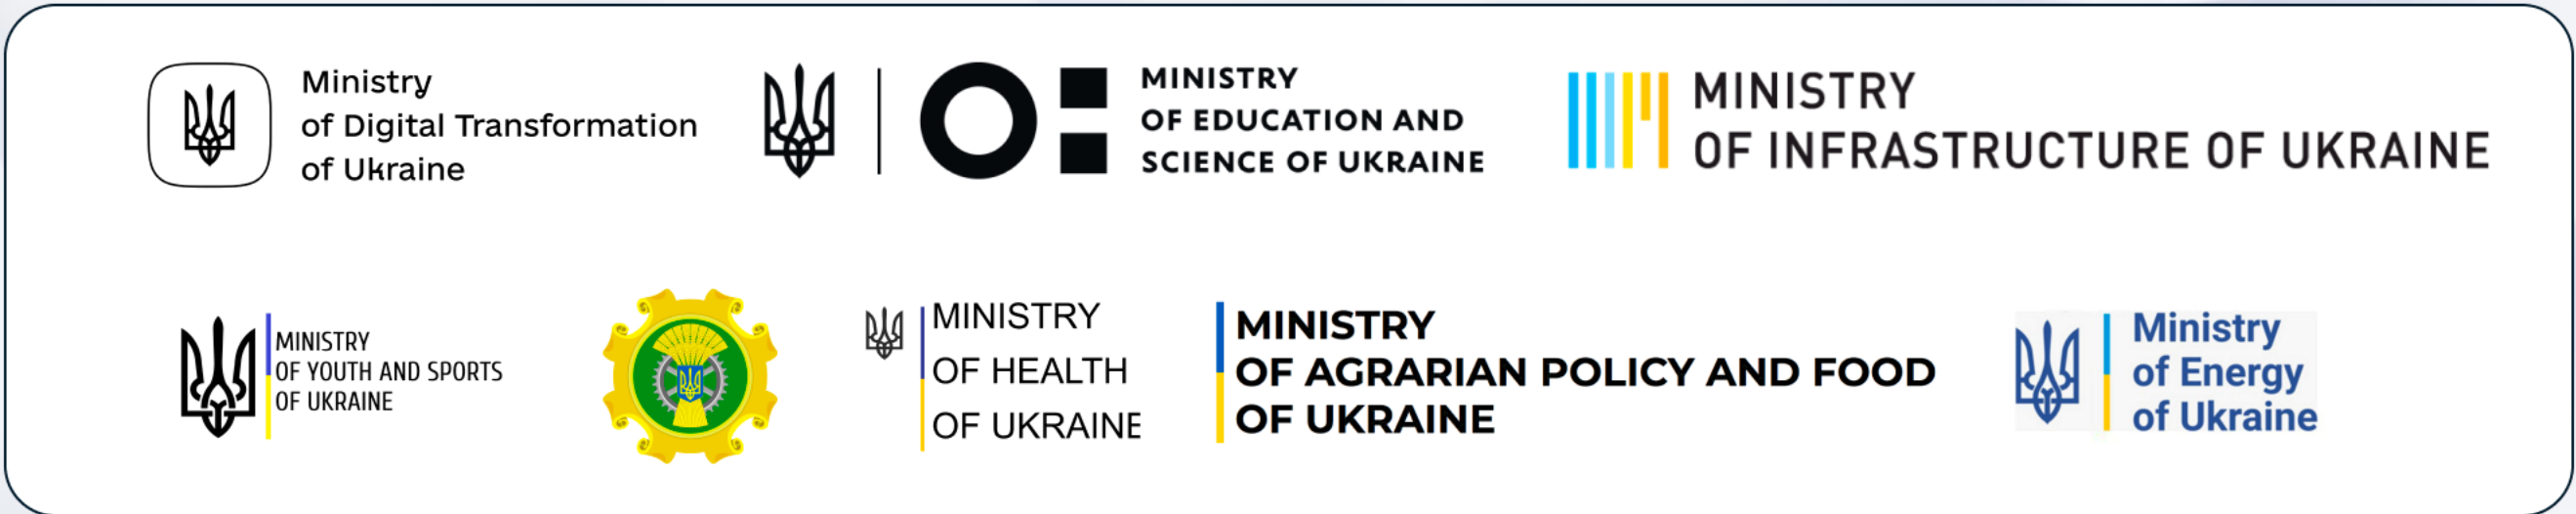 Ministry
of Digital Transformation
of Ukraine
MINISTRY
OF EDUCATION AND
SCIENCE OF UKRAINE
MINISTRY
OF INFRASTRUCTURE OF UKRAINE
MINISTRY
OF YOUTH AND SPORTS
OF UKRAINE
MINISTRY
OF HEALTH
OF UKRAINE
MINISTRY
OF AGRARIAN POLICY AND FOOD
OF UKRAINE
Ministry
of Energy
of Ukraine